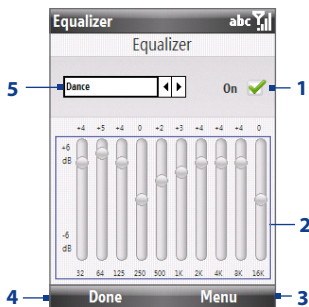 Equalizer abc
Equalizer
5 Dance On 1
+4 +5 +4 0 +2 +3 +4 +4 +4 0
+6
dB
2
-6
dB
32 64 125 250 500 1K 2K 4K 8K 16K
4 Done Menu 3